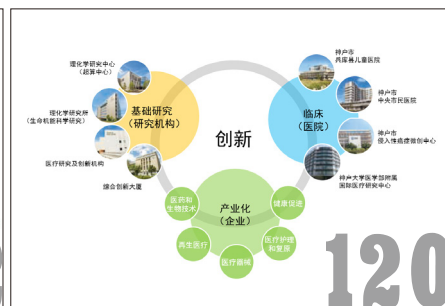 理化学研究中心
(超算中心)
理化学研究所
(生命机能科学研究)
医疗研究及创新机构
综合创新大厦
基础研究
(研究机构)
创新
临床
(医院)
神户市
兵库县儿童医院
神户市
中央市民医院
神户市
侵入性癌症微创中心
神户大学医学部附属
国际医疗研究中心
产业化
(企业)
医药和
生物技术
再生医疗
医疗器械
医疗护理
和复原
健康促进
120